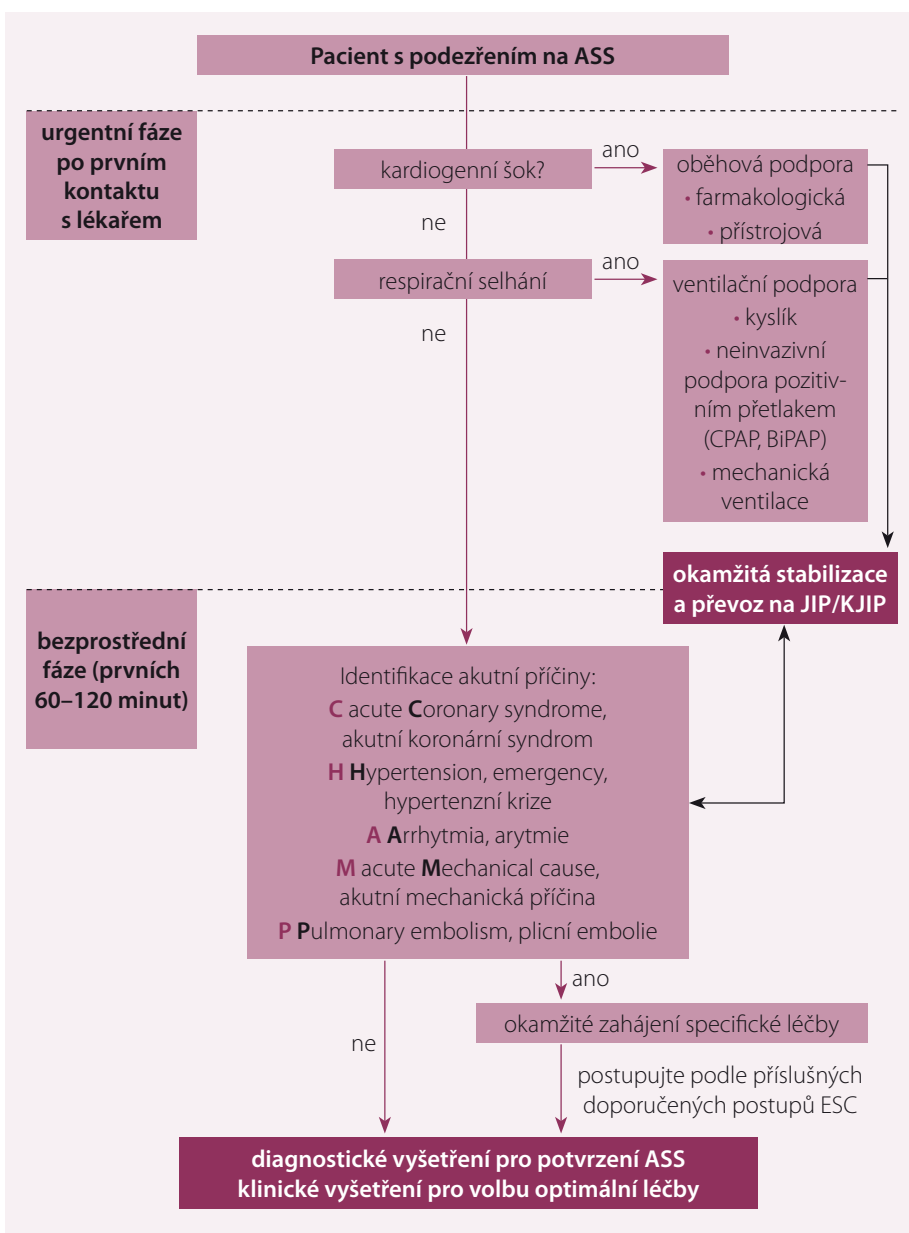 Pacient s podezřením na ASS
urgentní fáze
po prvním
kontaktu
s lékařem
kardiogenní šok?
ano
oběhová podpora
• farmakologická
• přístrojová
ne
respirační selhání
ano
ventilační podpora
• kyslík
• neinvazivní
podpora pozitiv-
ním přetlakem
(CPAP, BiPAP)
• mechanická
ventilace
ne
okamžitá stabilizace
a převoz na JIP/KJIP
bezprostřední
fáze (prvních
60–120 minut)
Identifikace akutní příčiny:
C acute Coronary syndrome,
akutní koronární syndrom
H Hypertension, emergency,
hypertenzní krize
A Arrhytmia, arytmie
M acute Mechanical cause,
akutní mechanická příčina
P Pulmonary embolism, plicní embolie
ano
okamžité zahájení specifické léčby
ne
postupujte podle příslušných
doporučených postupů ESC
diagnostické vyšetření pro potvrzení ASS
klinické vyšetření pro volbu optimální léčby